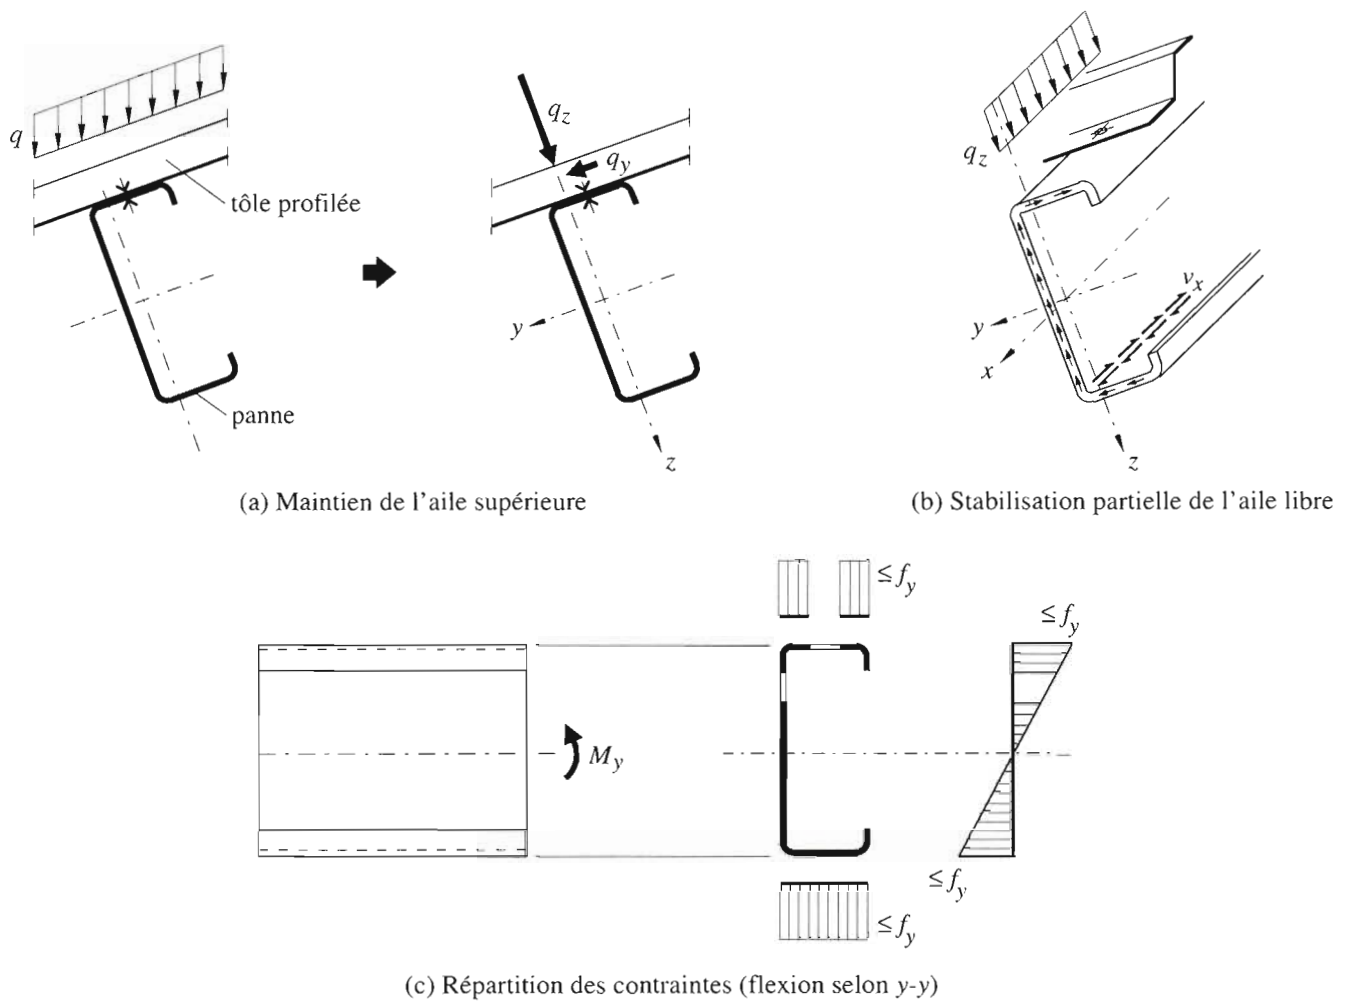 q
tôle profilée
panne
q_z
q_y
y
z
(a) Maintien de l'aile supérieure
q_z
v_x
y
x
z
(b) Stabilisation partielle de l'aile libre
M_y
≤ f_y
≤ f_y
≤ f_y
≤ f_y
(c) Répartition des contraintes (flexion selon y-y)